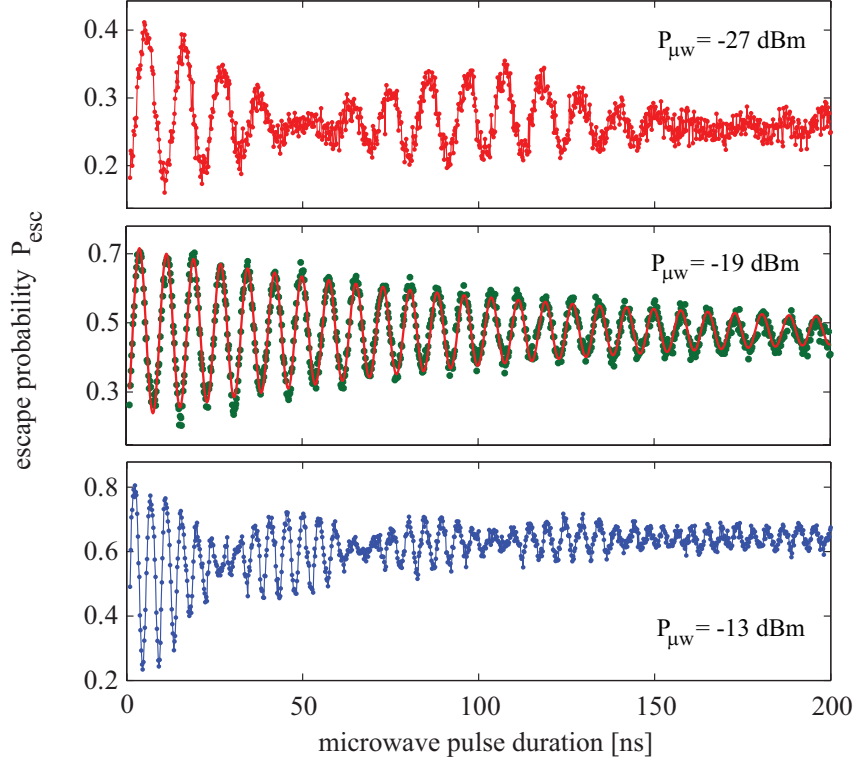 escape probability P_esc
0.4
0.3
0.2
P_μw = -27 dBm
0.7
0.5
0.3
P_μw = -19 dBm
0.8
0.6
0.4
0.2
P_μw = -13 dBm
0 50 100 150 200
microwave pulse duration [ns]